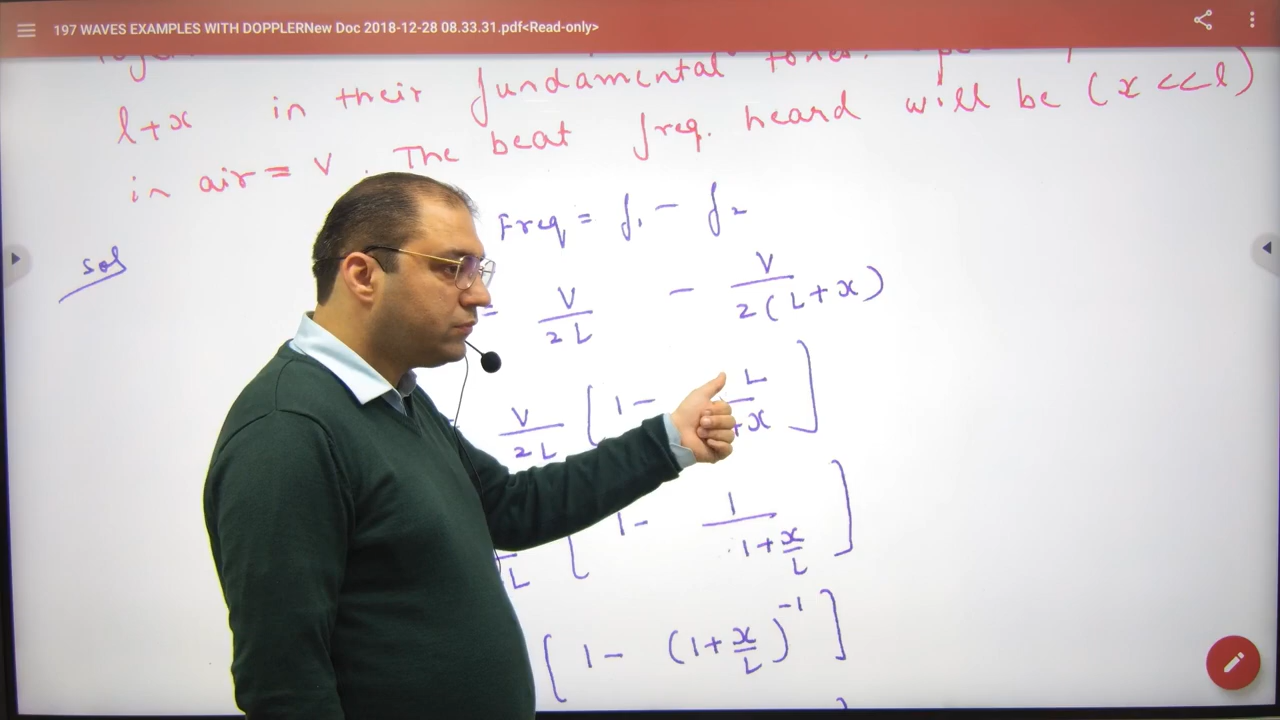 197 WAVES EXAMPLES WITH DOPPLERNew Doc 2018-12-28 08.33.31.pdf<Read-only>
fundamental tones.
l+x in their fundamental
in air = V. The beat freq. heard will be (x <<l)
Sol Freq = f1 - f2
= V/2L - V/2(L+x)
V/2L [1- L/+x]
L [1- 1/1+x/L]
[1- (1+x/L)^-1]